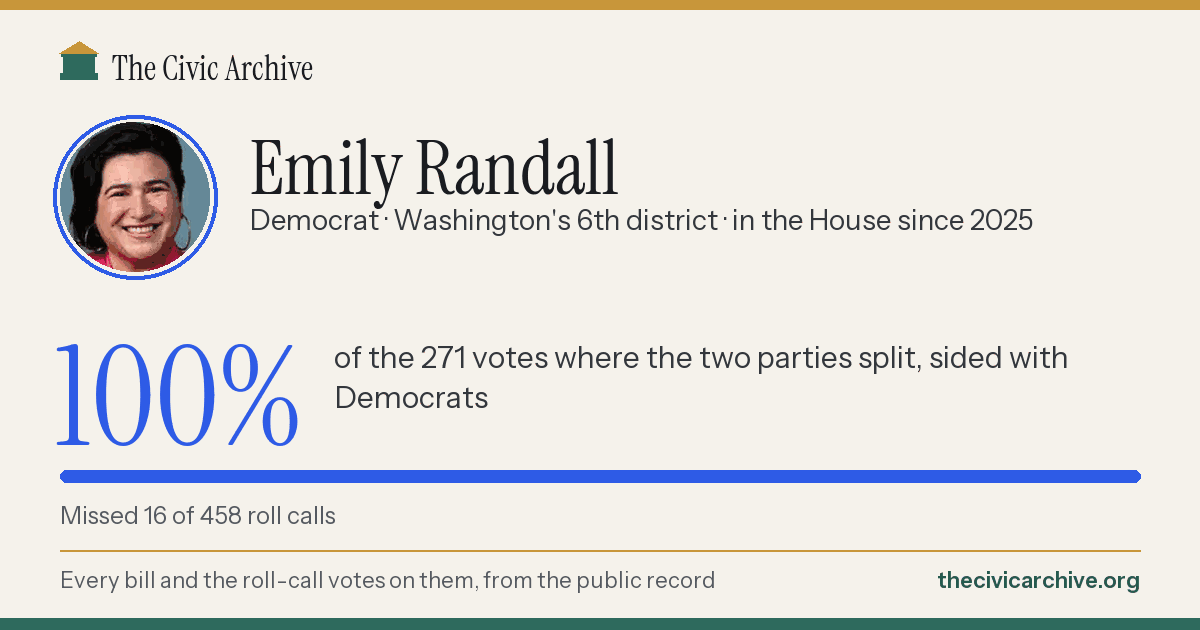 The Civic Archive
Emily Randall
Democrat · Washington's 6th district · in the House since 2025
100%
of the 271 votes where the two parties split, sided with
Democrats
Missed 16 of 458 roll calls
Every bill and the roll-call votes on them, from the public record
thecivicarchive.org